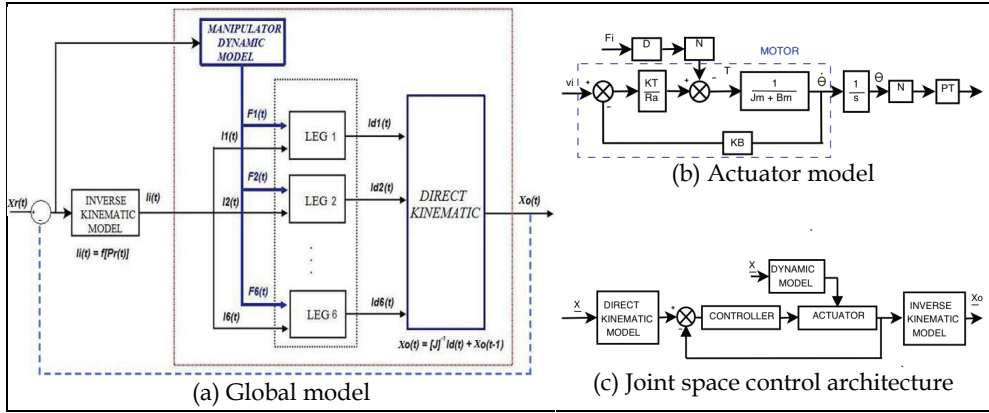 MANIPULATOR
DYNAMIC
MODEL
F1(t)
l1(t)
LEG 1
ld1(t)
F2(t)
l2(t)
LEG 2
ld2(t)
Xr(t)
+
-
INVERSE
KINEMATIC
MODEL
li(t)
li(t) = f[Pr(t)]
DIRECT
KINEMATIC
Xo(t)
. . . .
F6(t)
l6(t)
LEG 6
ld6(t)
Xo(t) = [J]⁻¹ ld(t) + Xo(t-1)
(a) Global model
Fi
D
N
MOTOR
vi
+
-
KT
Ra
+
-
T
1
Jm + Bm
Θ̇
1
s
Θ
N
PT
KB
(b) Actuator model
X
DYNAMIC
MODEL
X
DIRECT
KINEMATIC
MODEL
+
-
CONTROLLER
ACTUATOR
INVERSE
KINEMATIC
MODEL
Xo
(c) Joint space control architecture